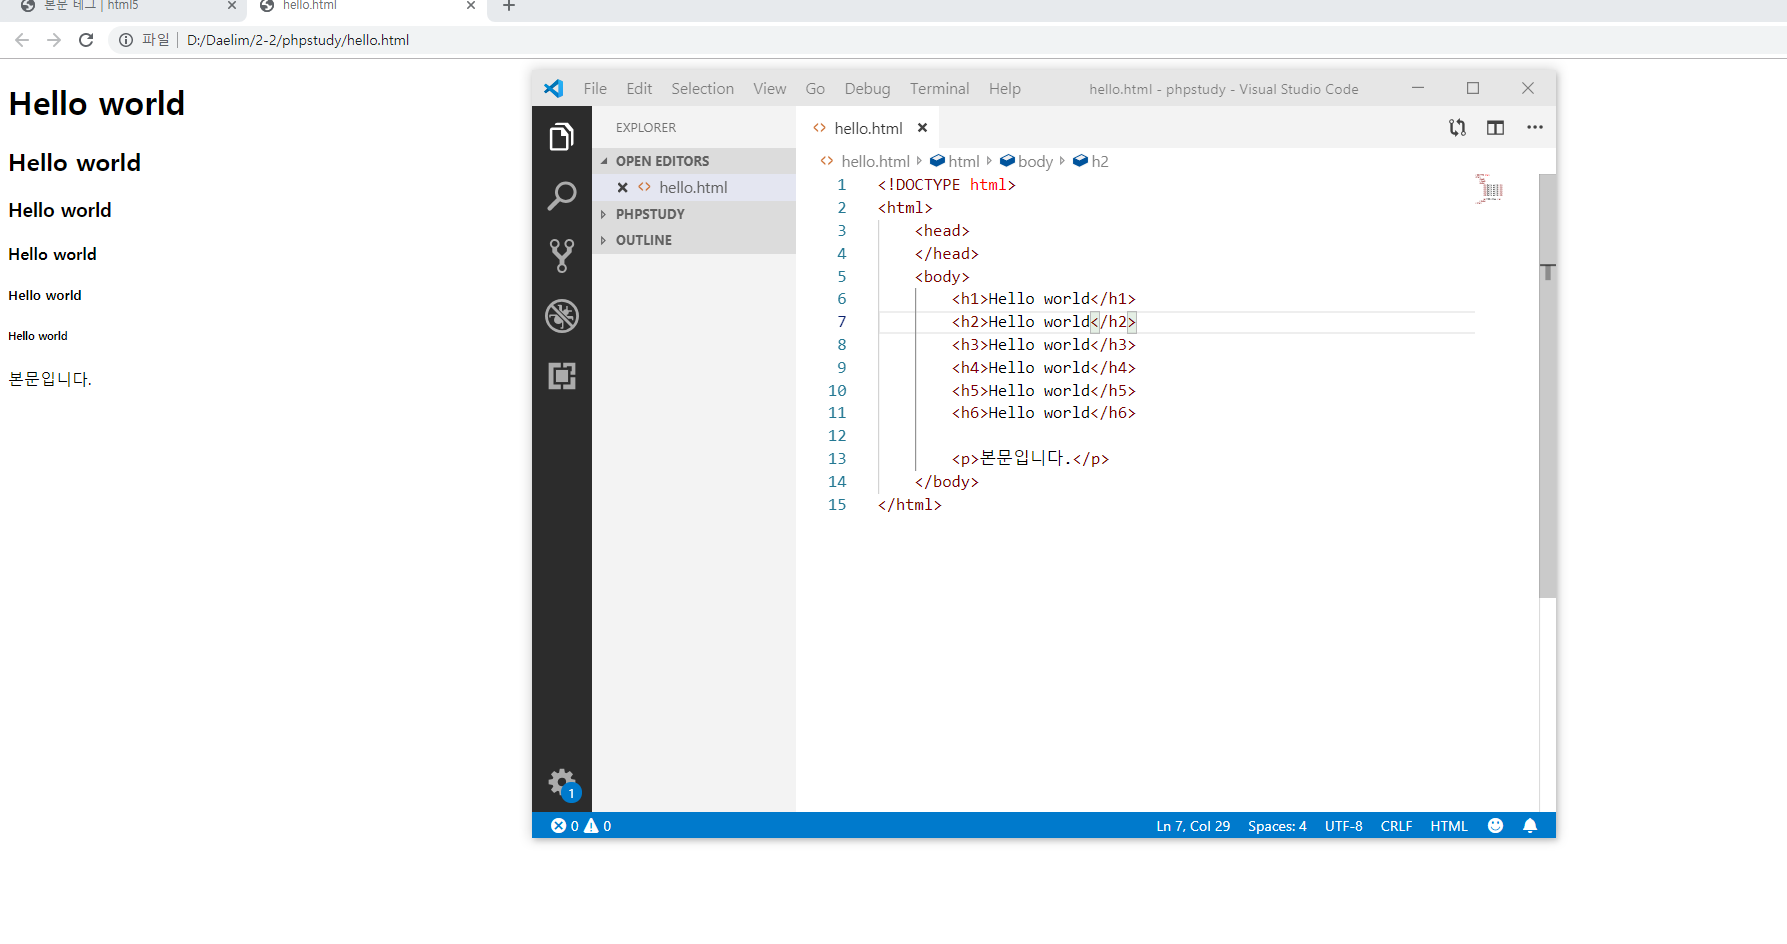 본문 테그 | html5
hello.html
파일 | D:/Daelim/2-2/phpstudy/hello.html
Hello world
Hello world
Hello world
Hello world
Hello world
Hello world
본문입니다.
File Edit Selection View Go Debug Terminal Help hello.html - phpstudy - Visual Studio Code
EXPLORER
OPEN EDITORS
hello.html
PHPSTUDY
OUTLINE
1
hello.html
hello.html html body h2
1 <!DOCTYPE html>
2 <html>
3 <head>
4 </head>
5 <body>
6 <h1>Hello world</h1>
7 <h2>Hello world</h2>
8 <h3>Hello world</h3>
9 <h4>Hello world</h4>
10 <h5>Hello world</h5>
11 <h6>Hello world</h6>
12
13 <p>본문입니다.</p>
14 </body>
15 </html>
0 0 Ln 7, Col 29 Spaces: 4 UTF-8 CRLF HTML